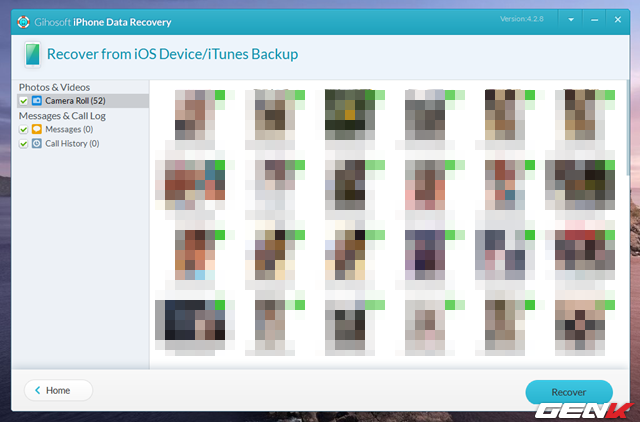 Gihosoft iPhone Data Recovery
Version:4.2.8
Recover from iOS Device/iTunes Backup
Photos & Videos
Camera Roll (52)
Messages & Call Log
Messages (0)
Call History (0)
Home
Recover
GENK